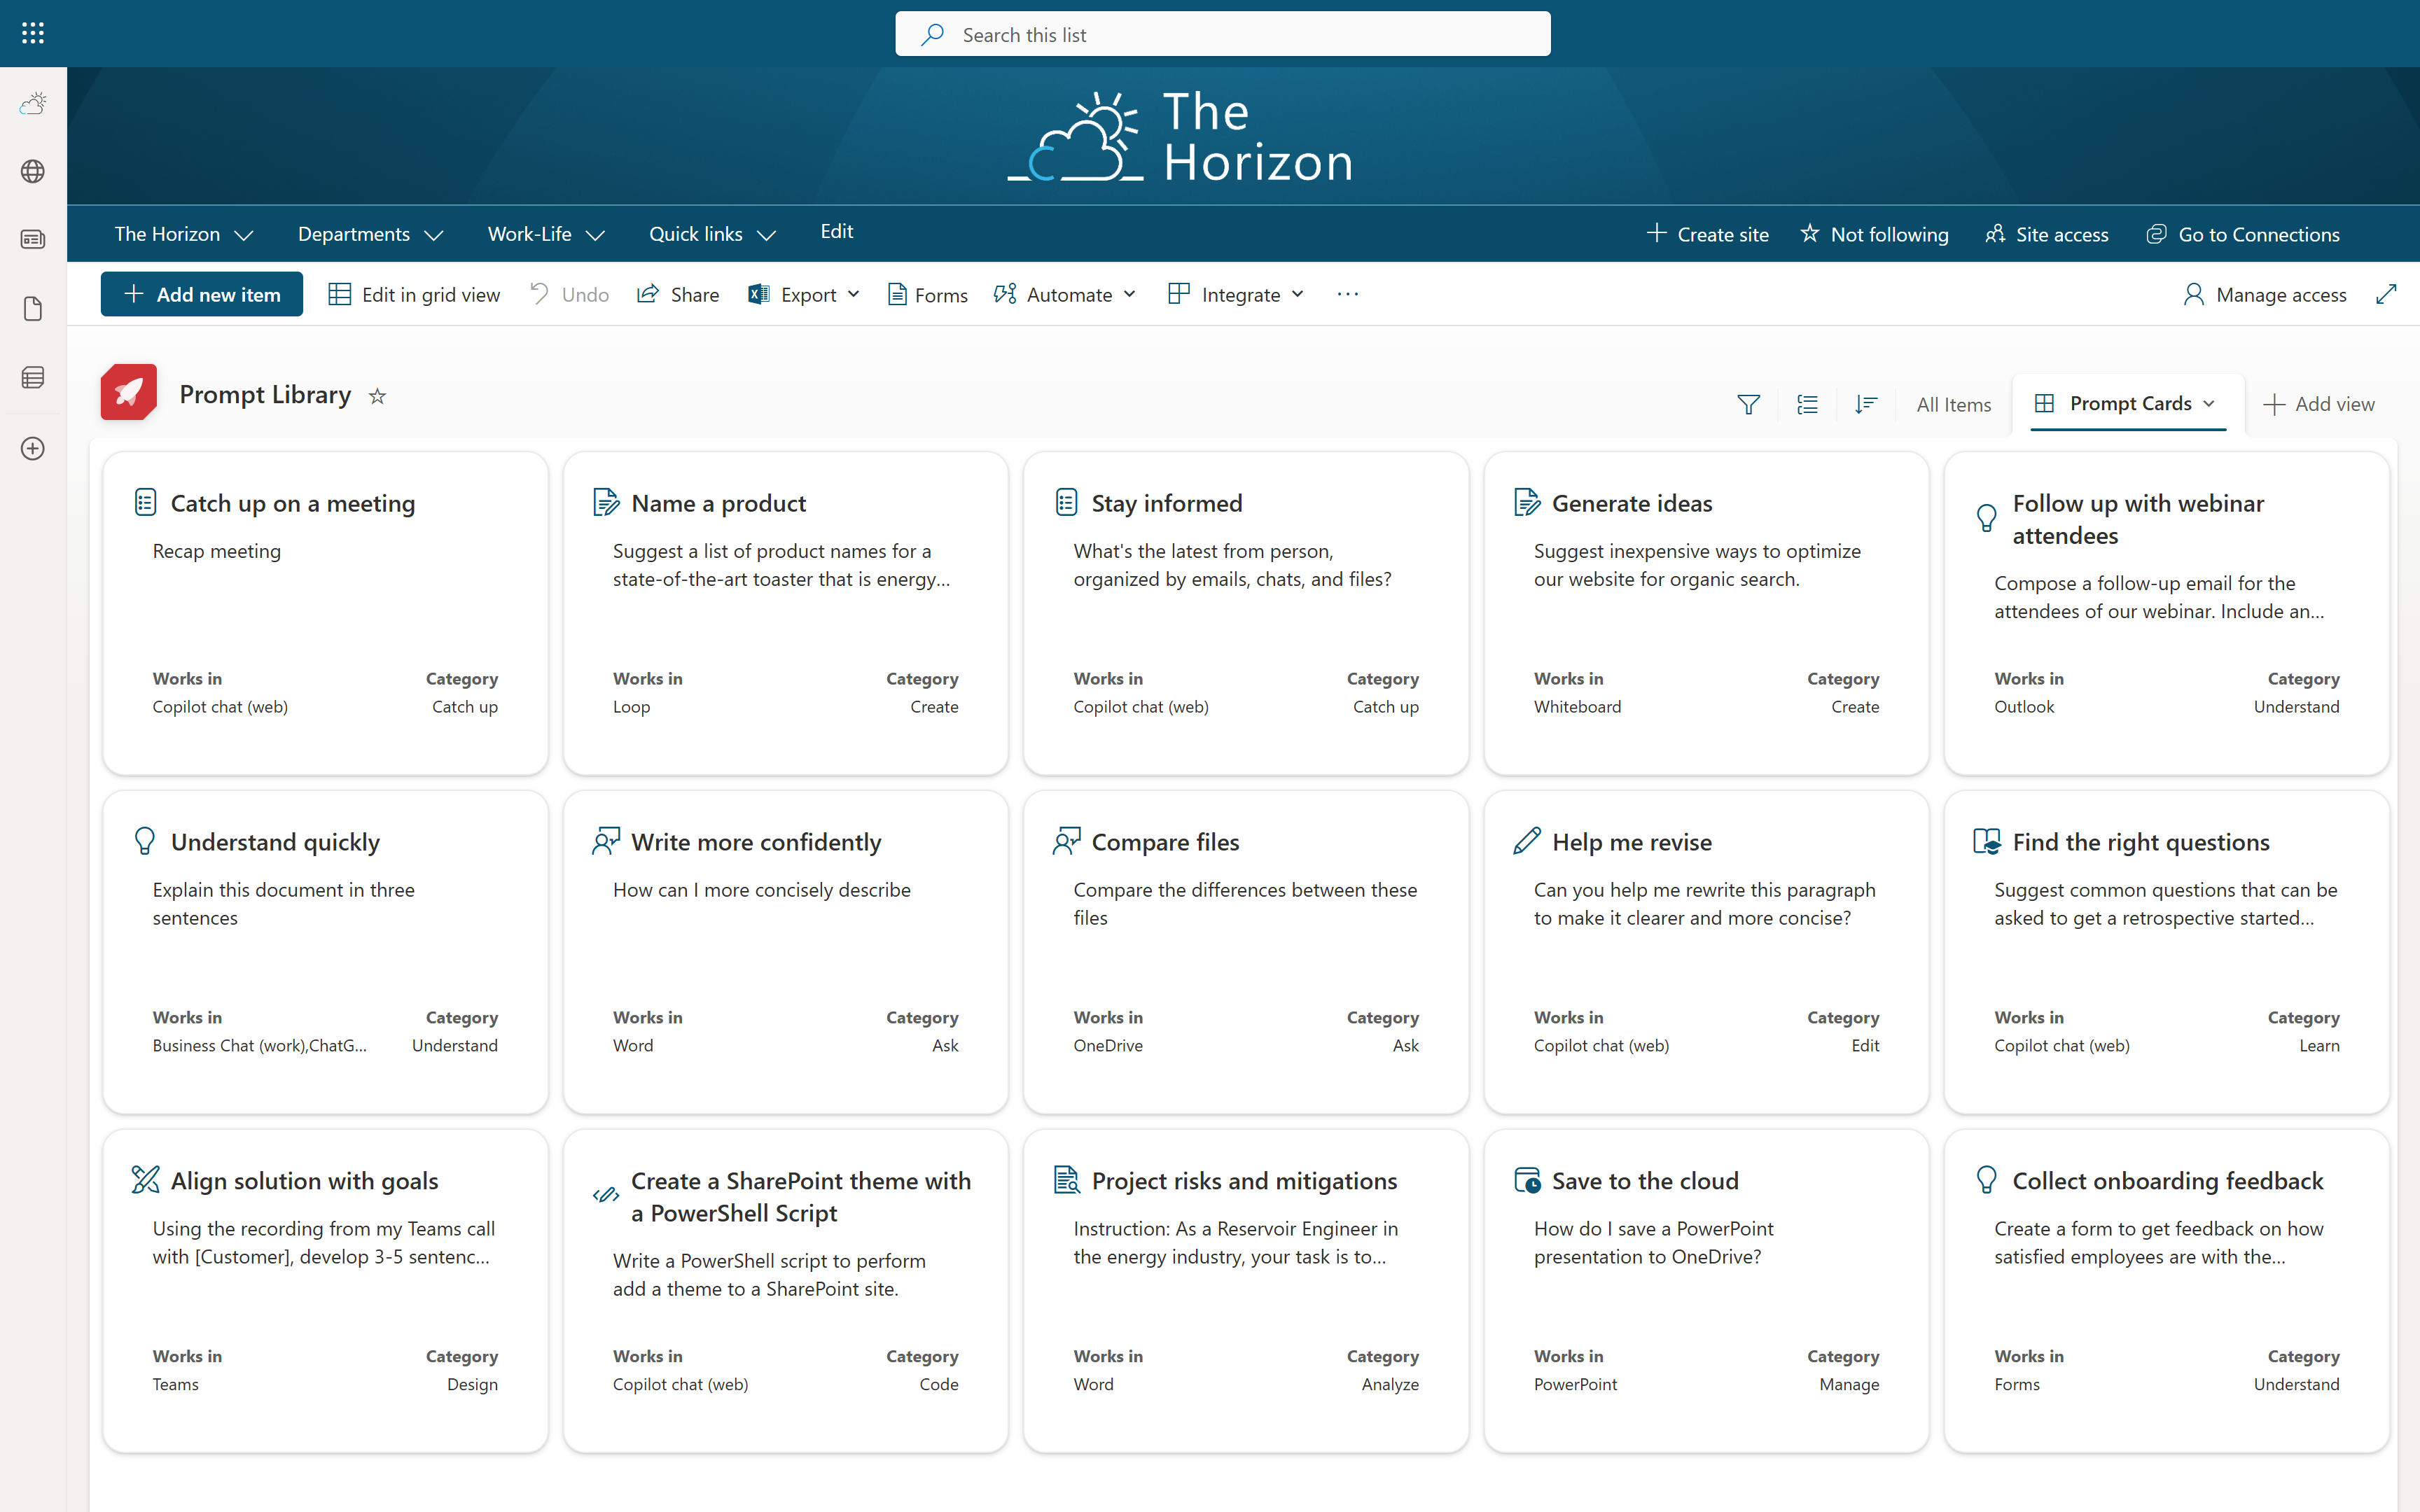 Search this list
The
Horizon
The Horizon
Departments
Work-Life
Quick links
Edit
Create site
Not following
Site access
Go to Connections
Add new item
Edit in grid view
Undo
Share
Export
Forms
Automate
Integrate
Manage access
Prompt Library
All Items
Prompt Cards
Add view
Catch up on a meeting
Recap meeting
Works in
Category
Copilot chat (web)
Catch up
Name a product
Suggest a list of product names for a
state-of-the-art toaster that is energy...
Works in
Category
Loop
Create
Stay informed
What's the latest from person,
organized by emails, chats, and files?
Works in
Category
Copilot chat (web)
Catch up
Generate ideas
Suggest inexpensive ways to optimize
our website for organic search.
Works in
Category
Whiteboard
Create
Follow up with webinar
attendees
Compose a follow-up email for the
attendees of our webinar. Include an...
Works in
Category
Outlook
Understand
Understand quickly
Explain this document in three
sentences
Works in
Category
Business Chat (work),ChatG...
Understand
Write more confidently
How can I more concisely describe
Works in
Category
Word
Ask
Compare files
Compare the differences between these
files
Works in
Category
OneDrive
Ask
Help me revise
Can you help me rewrite this paragraph
to make it clearer and more concise?
Works in
Category
Copilot chat (web)
Edit
Find the right questions
Suggest common questions that can be
asked to get a retrospective started...
Works in
Category
Copilot chat (web)
Learn
Align solution with goals
Using the recording from my Teams call
with [Customer], develop 3-5 sentenc...
Works in
Category
Teams
Design
Create a SharePoint theme with
a PowerShell Script
Write a PowerShell script to perform
add a theme to a SharePoint site.
Works in
Category
Copilot chat (web)
Code
Project risks and mitigations
Instruction: As a Reservoir Engineer in
the energy industry, your task is to...
Works in
Category
Word
Analyze
Save to the cloud
How do I save a PowerPoint
presentation to OneDrive?
Works in
Category
PowerPoint
Manage
Collect onboarding feedback
Create a form to get feedback on how
satisfied employees are with the...
Works in
Category
Forms
Understand